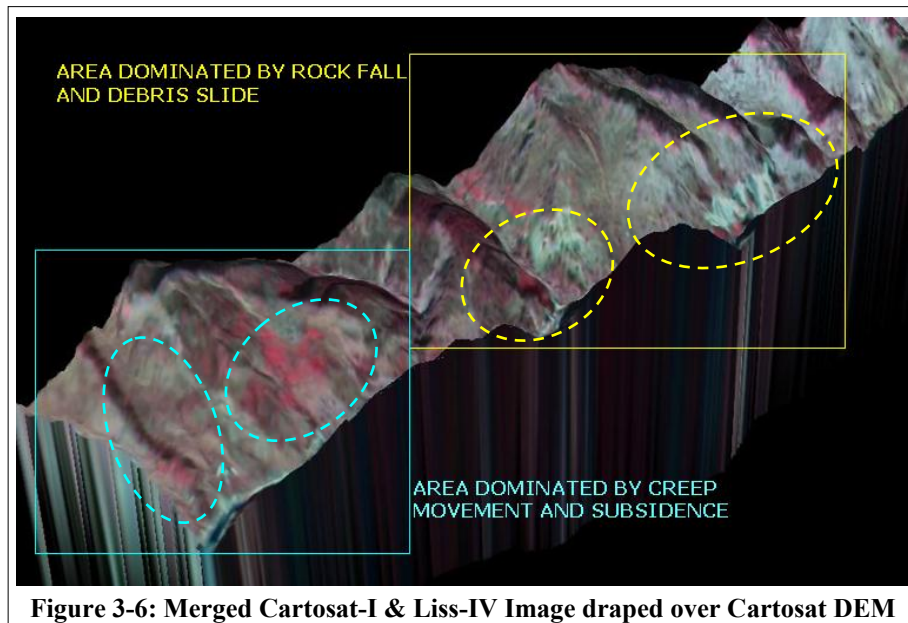 AREA DOMINATED BY ROCK FALL
AND DEBRIS SLIDE
AREA DOMINATED BY CREEP
MOVEMENT AND SUBSIDENCE
Figure 3-6: Merged Cartosat-I & Liss-IV Image draped over Cartosat DEM